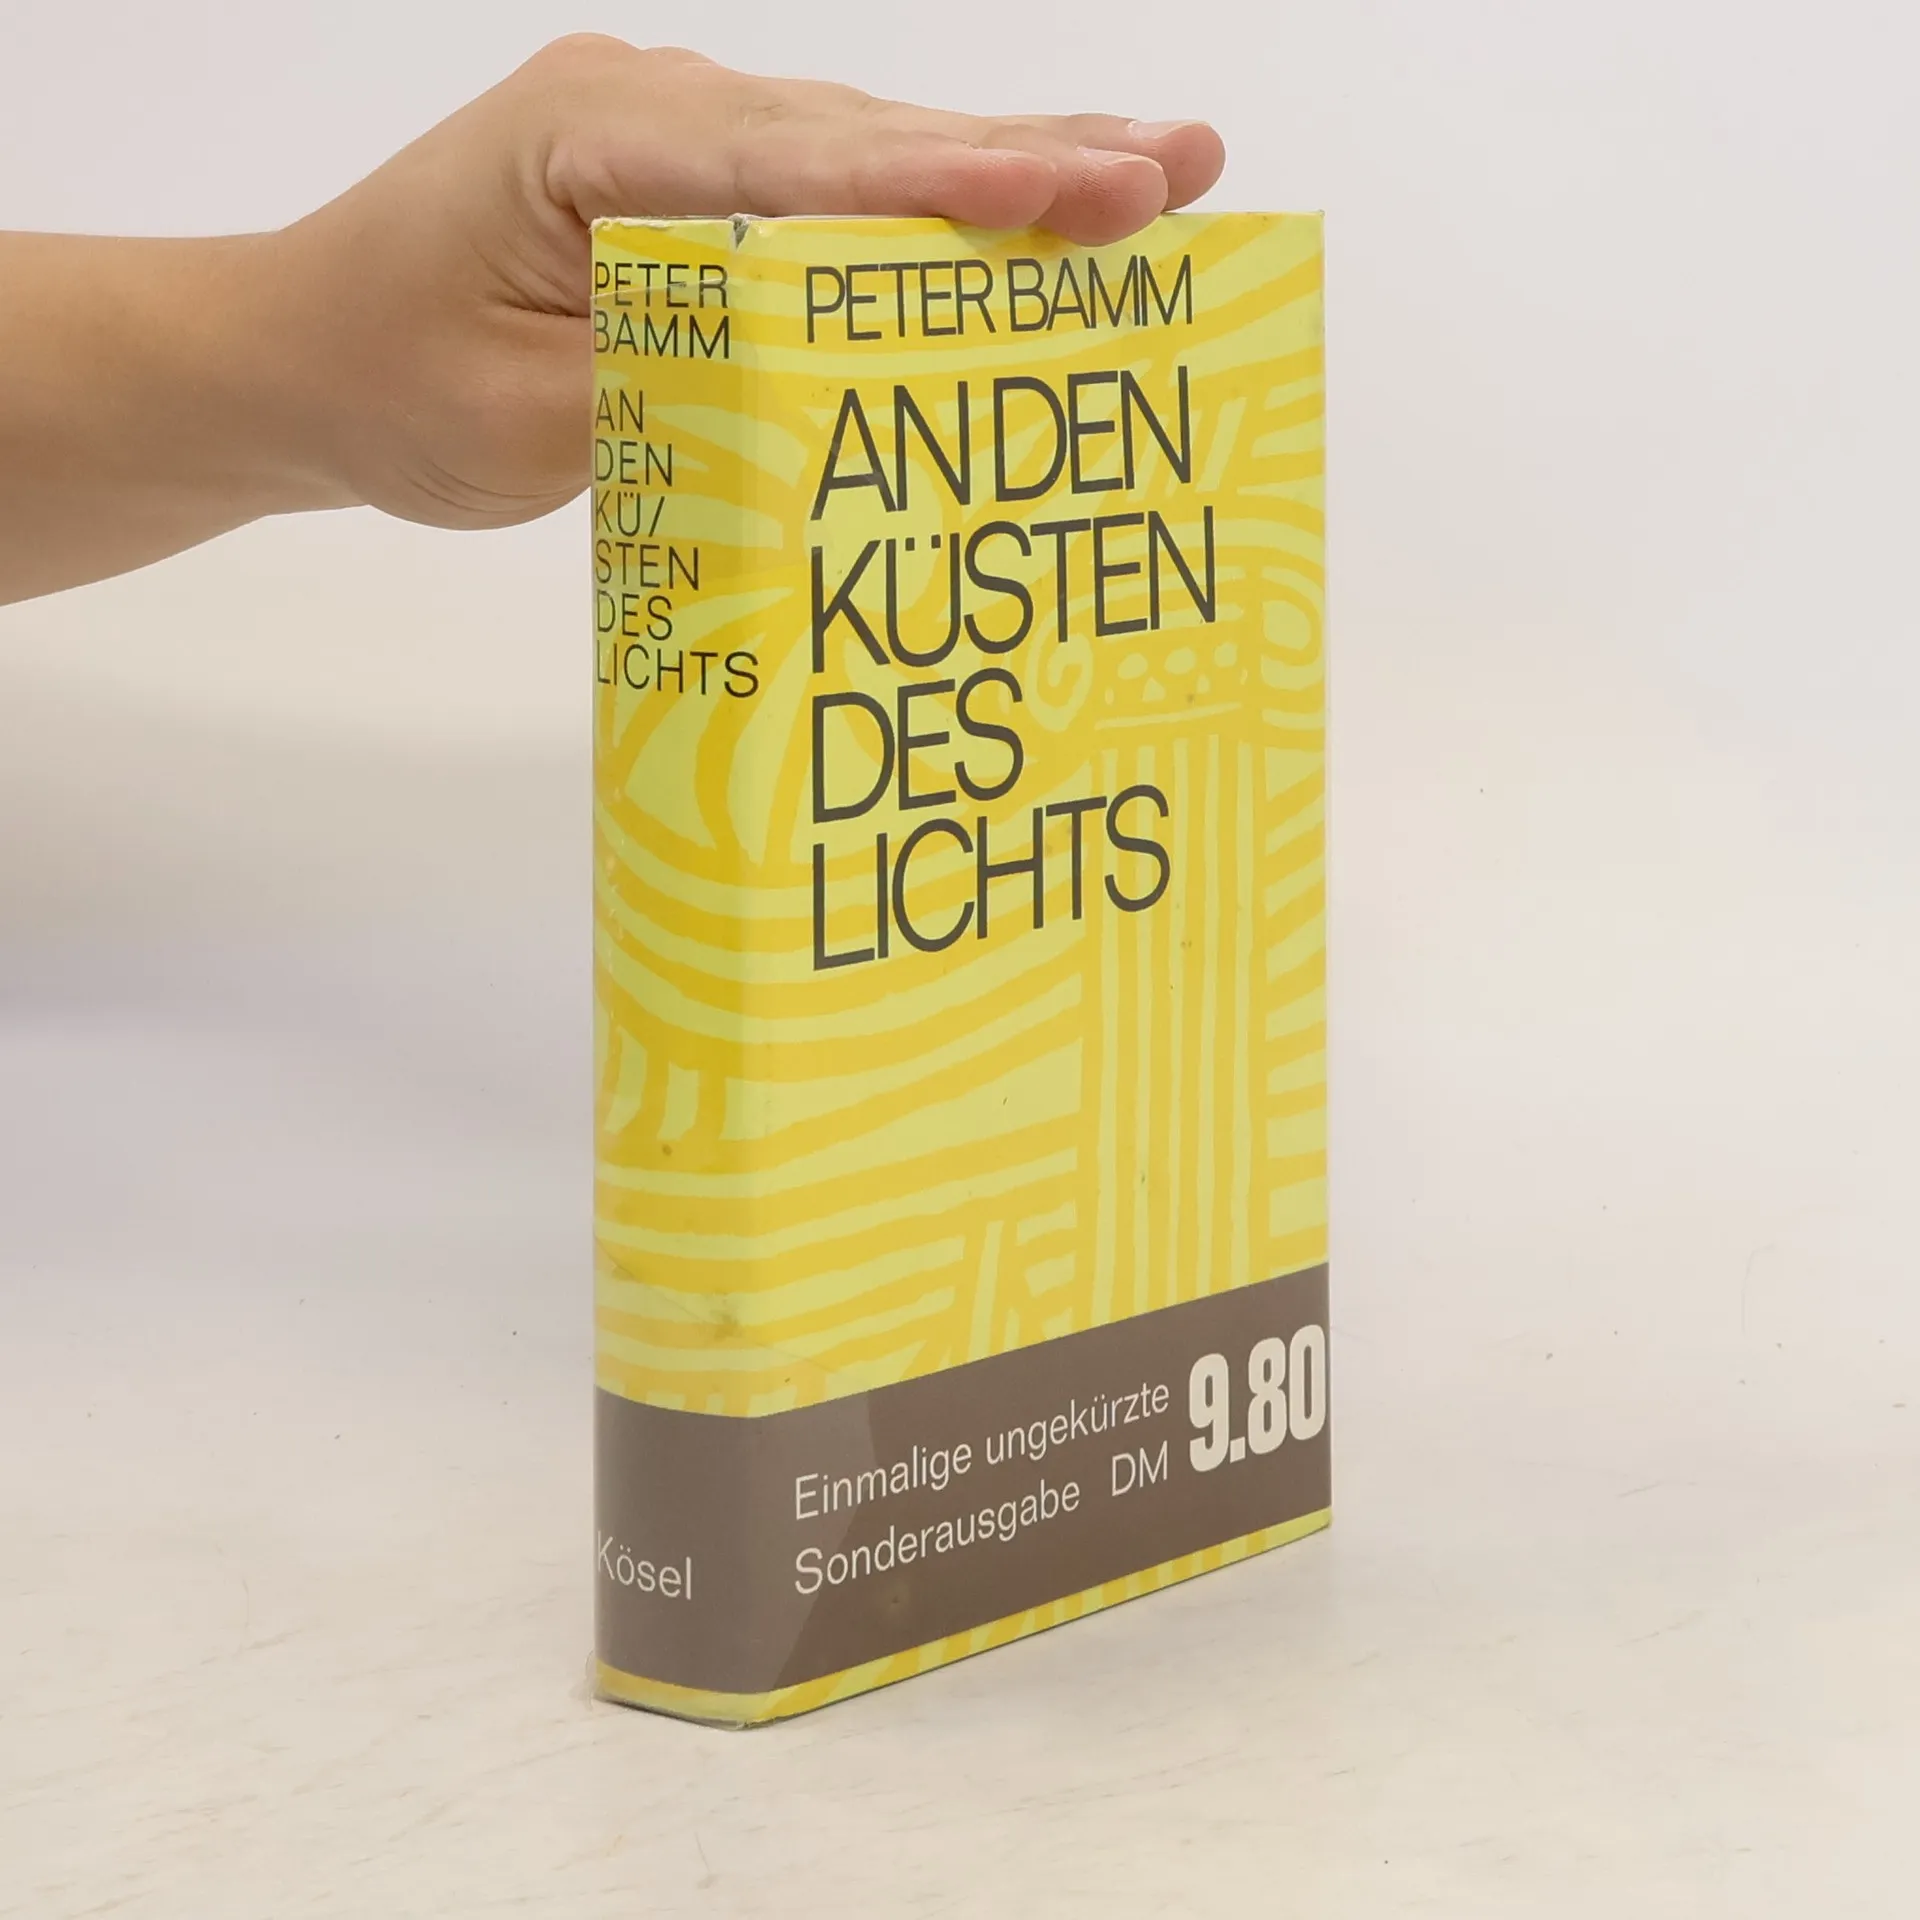 PETER
BAMM
AN
DEN
KÜ/
STEN
DES
LICHTS
Kösel
PETER BAMM
AN DEN
KÜSTEN
DES
LICHTS
Einmalige ungekürzte
Sonderausgabe DM 9.80